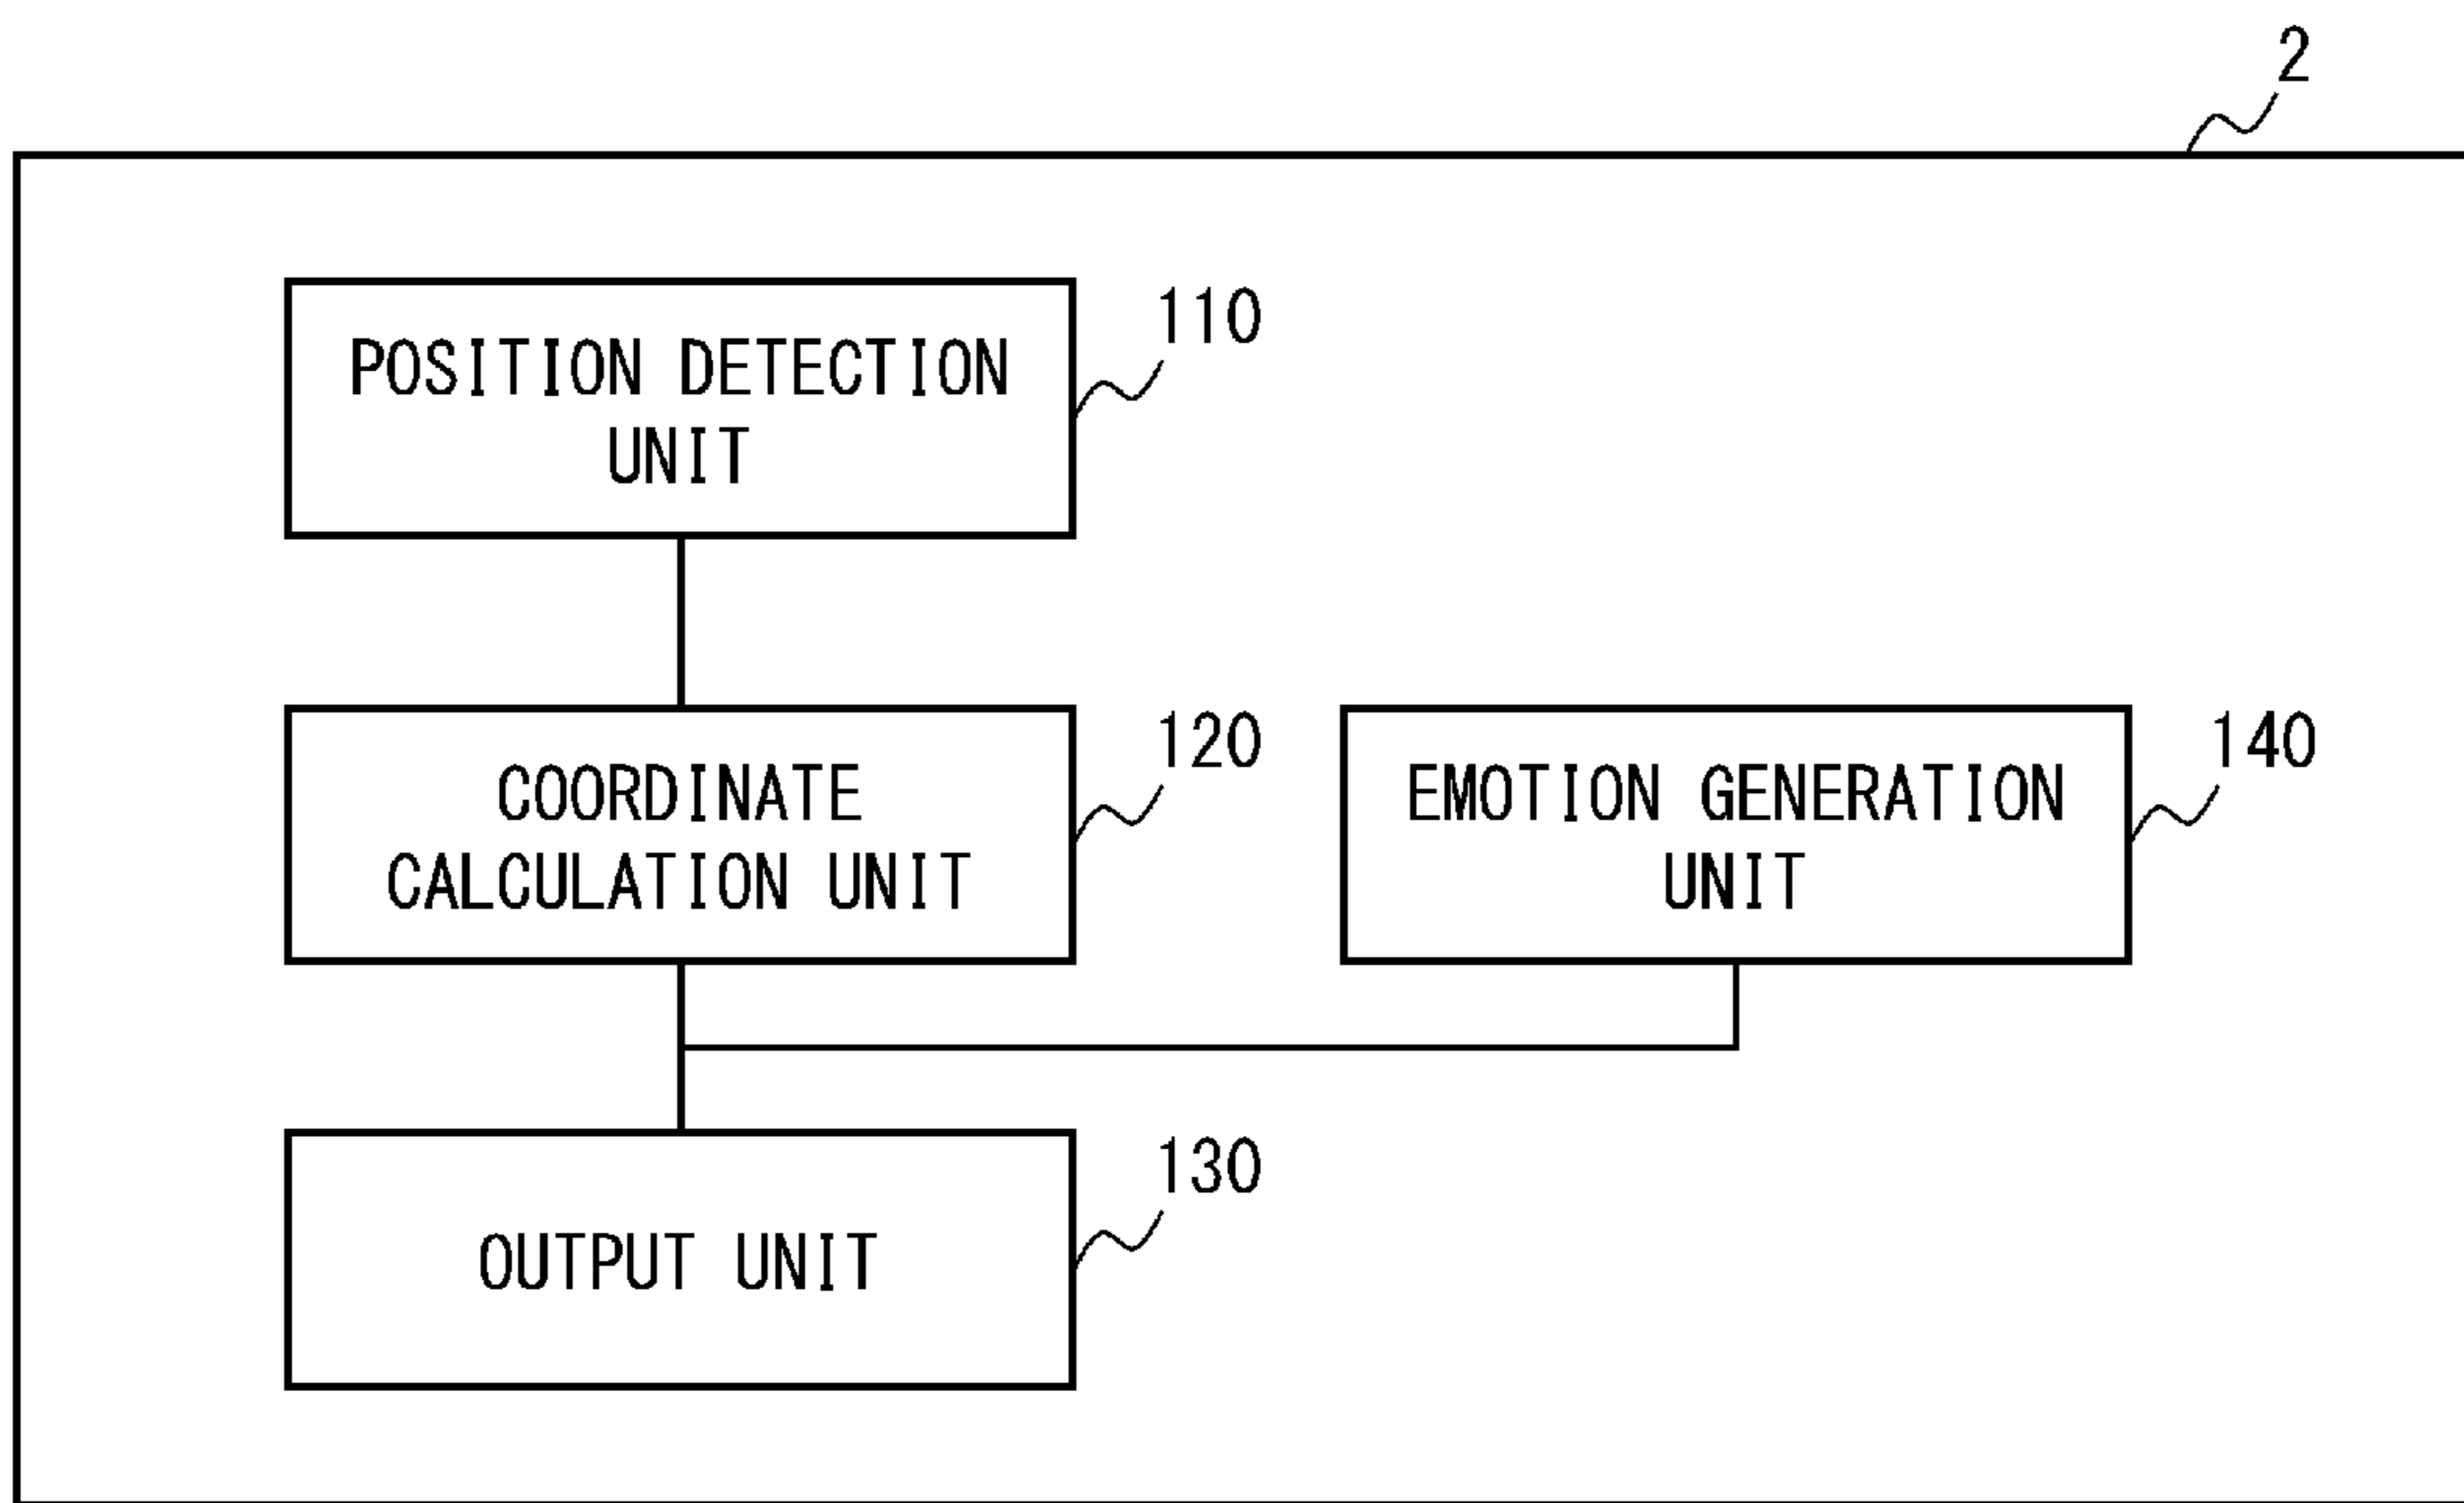 2
POSITION DETECTION
UNIT
110
COORDINATE
CALCULATION UNIT
120
EMOTION GENERATION
UNIT
140
OUTPUT UNIT
130